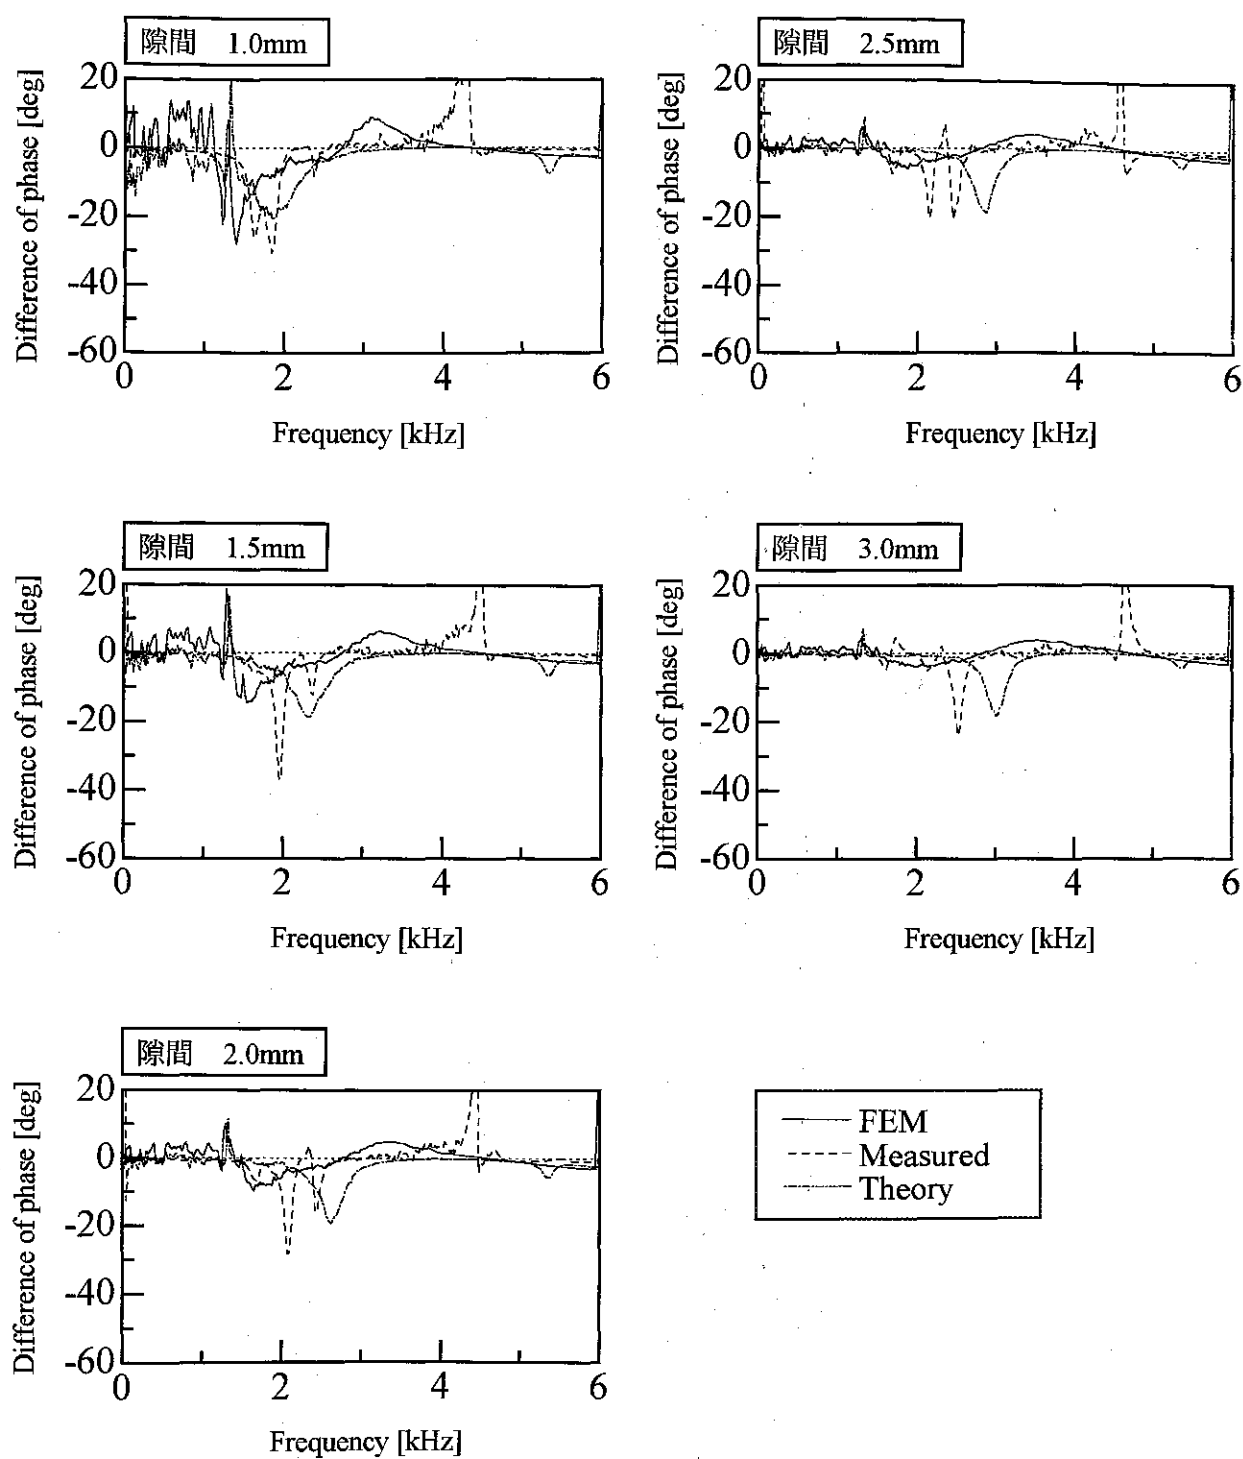 隙間 1.0mm
Difference of phase [deg]
20
0
-20
-40
-60
0 2 4 6
Frequency [kHz]
隙間 2.5mm
Difference of phase [deg]
20
0
-20
-40
-60
0 2 4 6
Frequency [kHz]
隙間 1.5mm
Difference of phase [deg]
20
0
-20
-40
-60
0 2 4 6
Frequency [kHz]
隙間 3.0mm
Difference of phase [deg]
20
0
-20
-40
-60
0 2 4 6
Frequency [kHz]
隙間 2.0mm
Difference of phase [deg]
20
0
-20
-40
-60
0 2 4 6
Frequency [kHz]
FEM
Measured
Theory